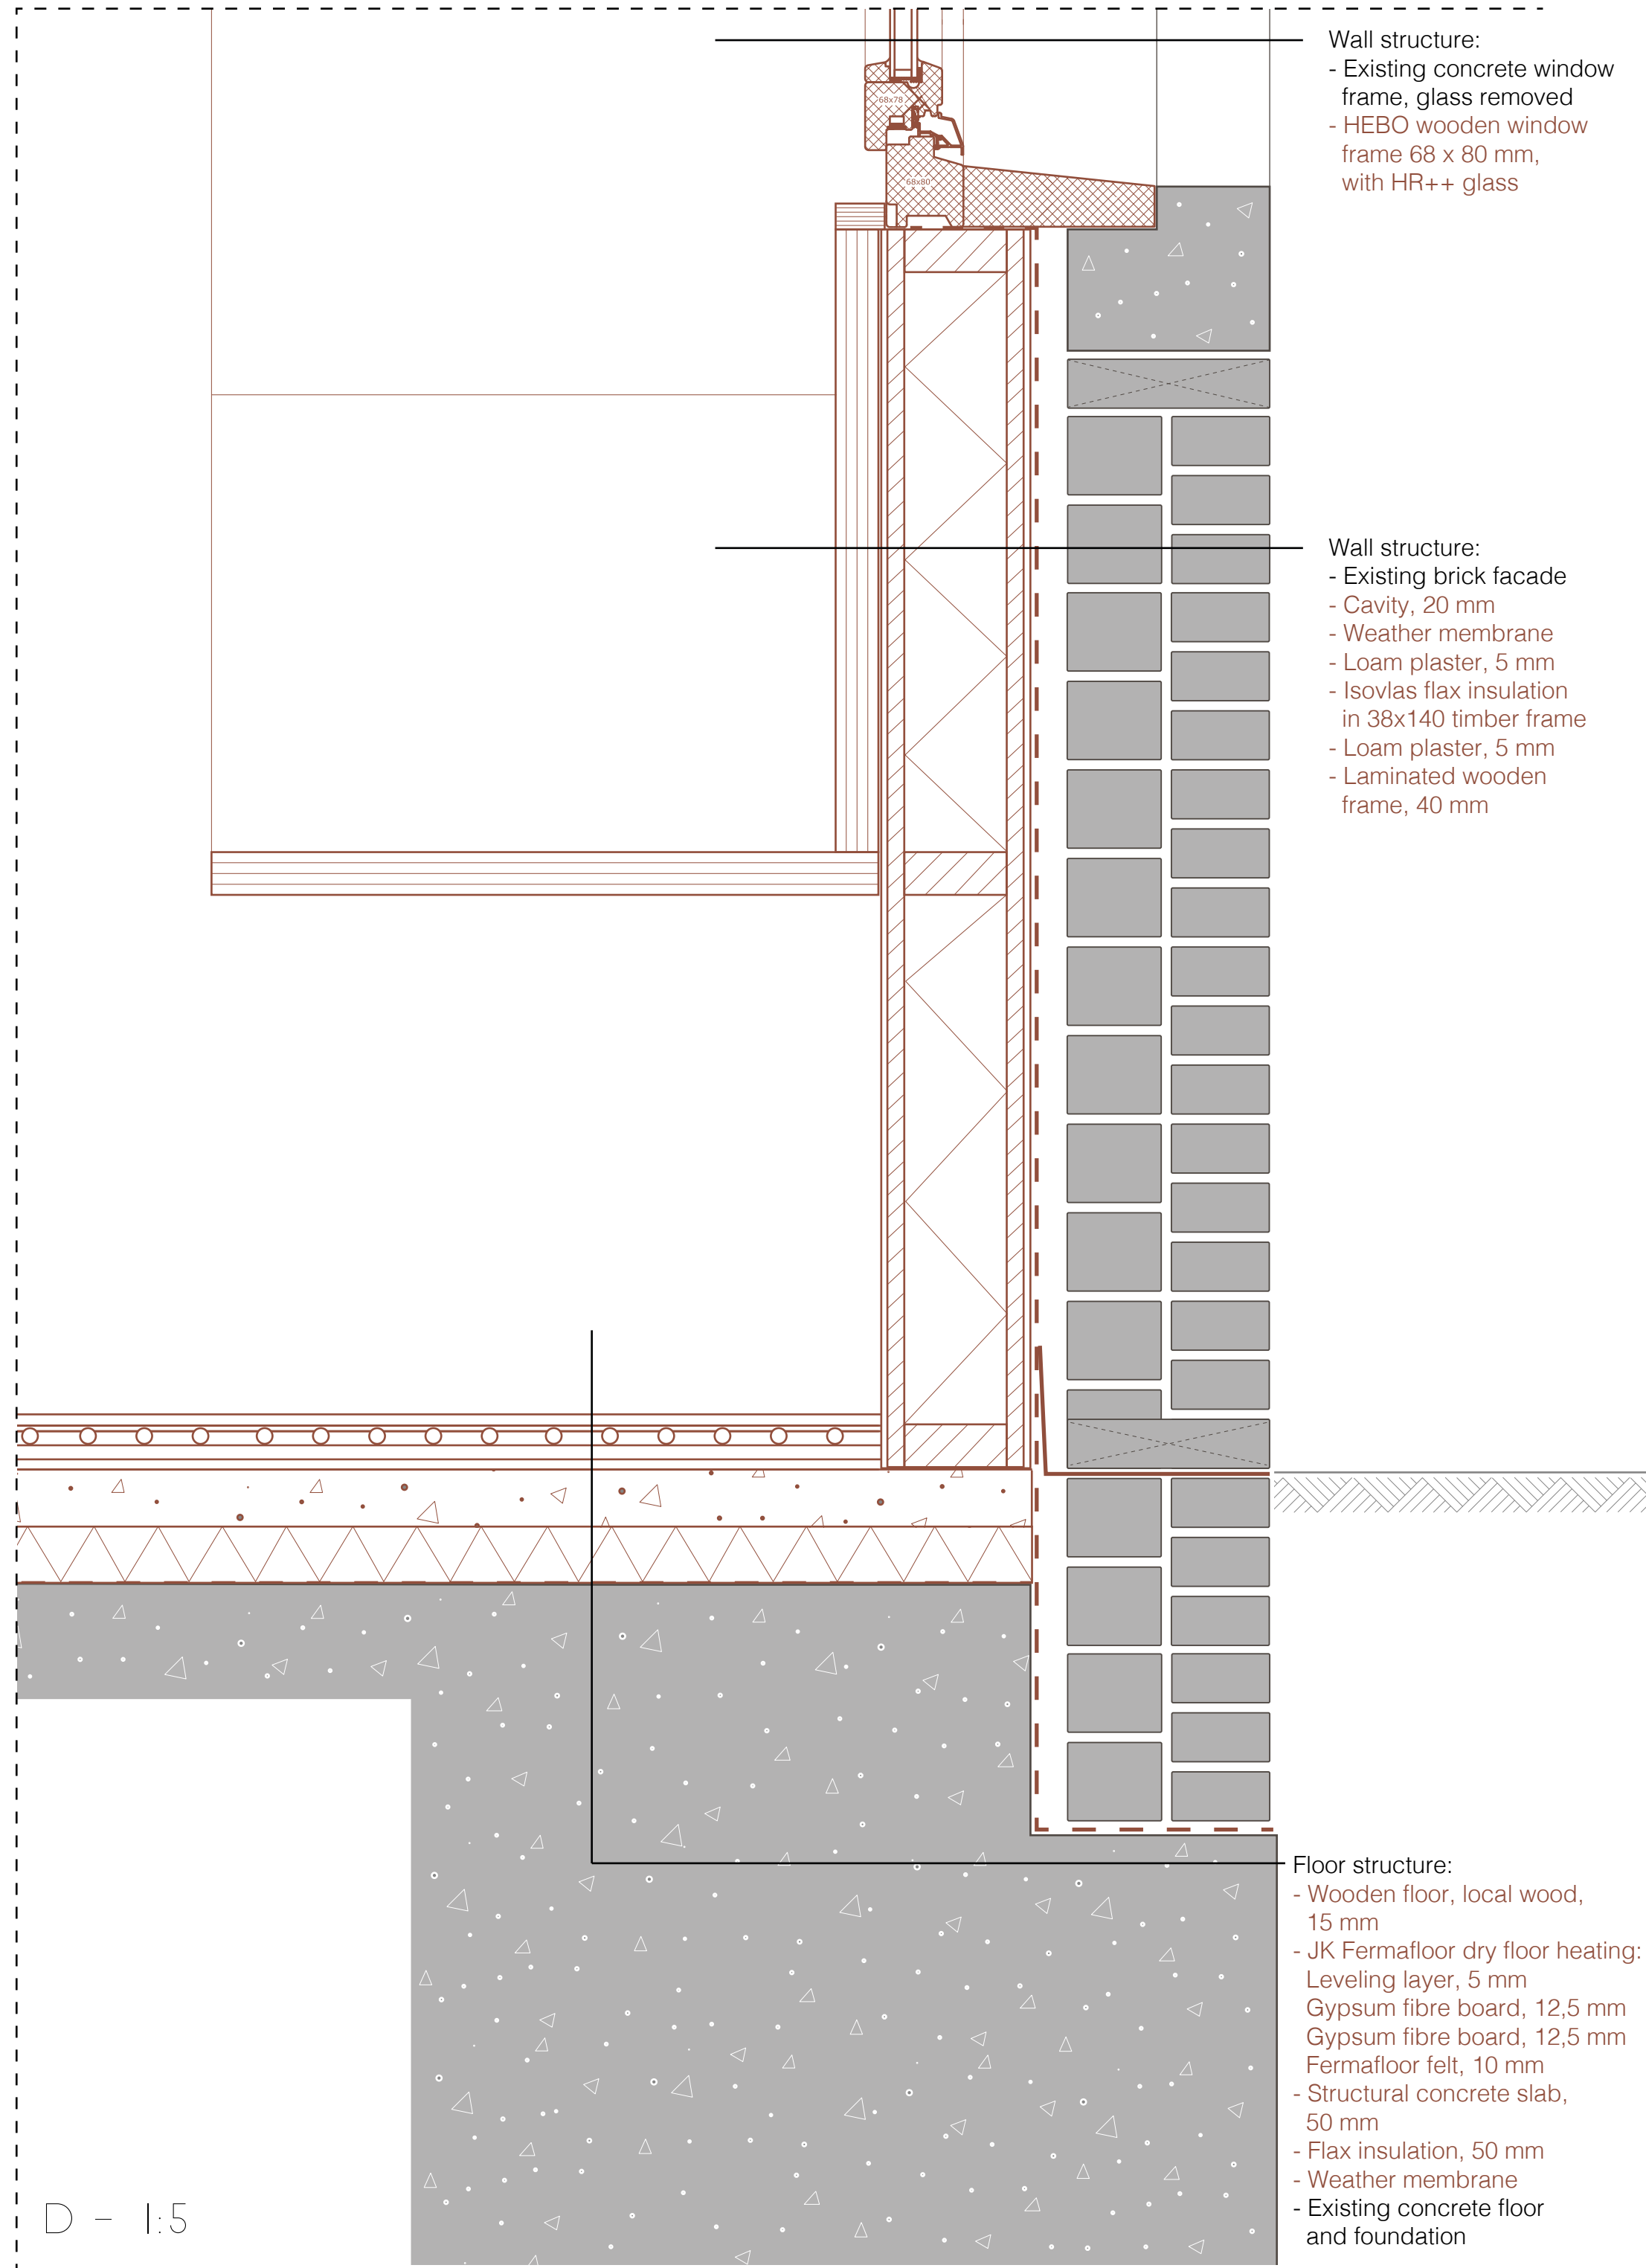 Wall structure:
- Existing concrete window
frame, glass removed
- HEBO wooden window
frame 68 x 80 mm,
with HR++ glass
68x78
68x80
Wall structure:
- Existing brick facade
- Cavity, 20 mm
- Weather membrane
- Loam plaster, 5 mm
- Isovlas flax insulation
in 38x140 timber frame
- Loam plaster, 5 mm
- Laminated wooden
frame, 40 mm
Floor structure:
- Wooden floor, local wood,
15 mm
- JK Fermafloor dry floor heating:
Leveling layer, 5 mm
Gypsum fibre board, 12,5 mm
Gypsum fibre board, 12,5 mm
Fermafloor felt, 10 mm
- Structural concrete slab,
50 mm
- Flax insulation, 50 mm
- Weather membrane
- Existing concrete floor
and foundation
D - 1:5